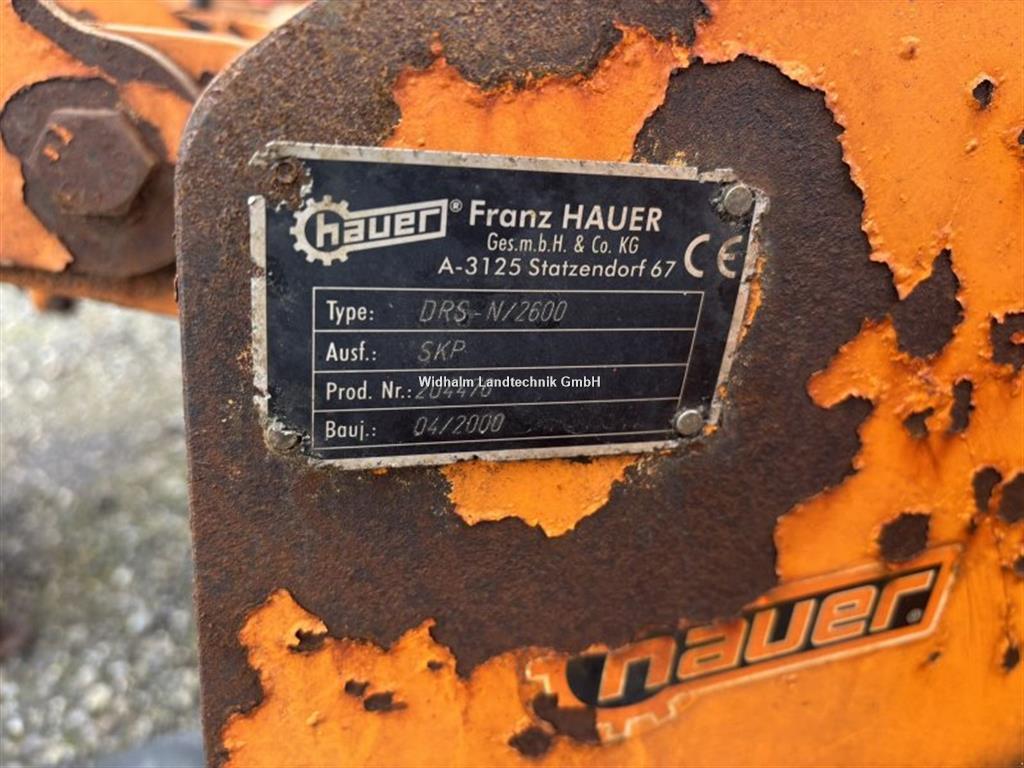 hauer® Franz HAUER
Ges.m.b.H. & Co. KG
A-3125 Statzendorf 67 CE
Type: DRS-N/2600
Ausf.: SKP
Widhalm Landtechnik GmbH
Prod. Nr.:
Bauj.: 04/2000
hauer®